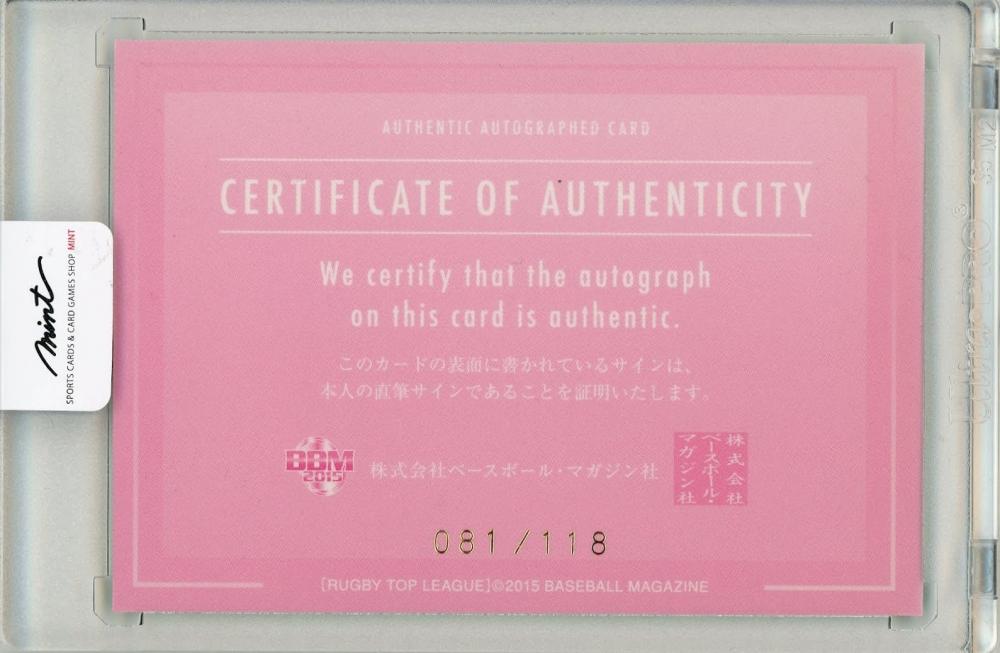 AUTHENTIC AUTOGRAPHED CARD
CERTIFICATE OF AUTHENTICITY
We certify that the autograph
on this card is authentic.
このカードの表面に書かれているサインは、
本人の直筆サインであることを証明いたします。
BBM
2015
株式会社ベースボール・マガジン社
株式会社
ベースボール・
マガジン社
081/118
[RUGBY TOP LEAGUE]©2015 BASEBALL MAGAZINE
mint
SPORTS CARDS & CARD GAMES SHOP MINT